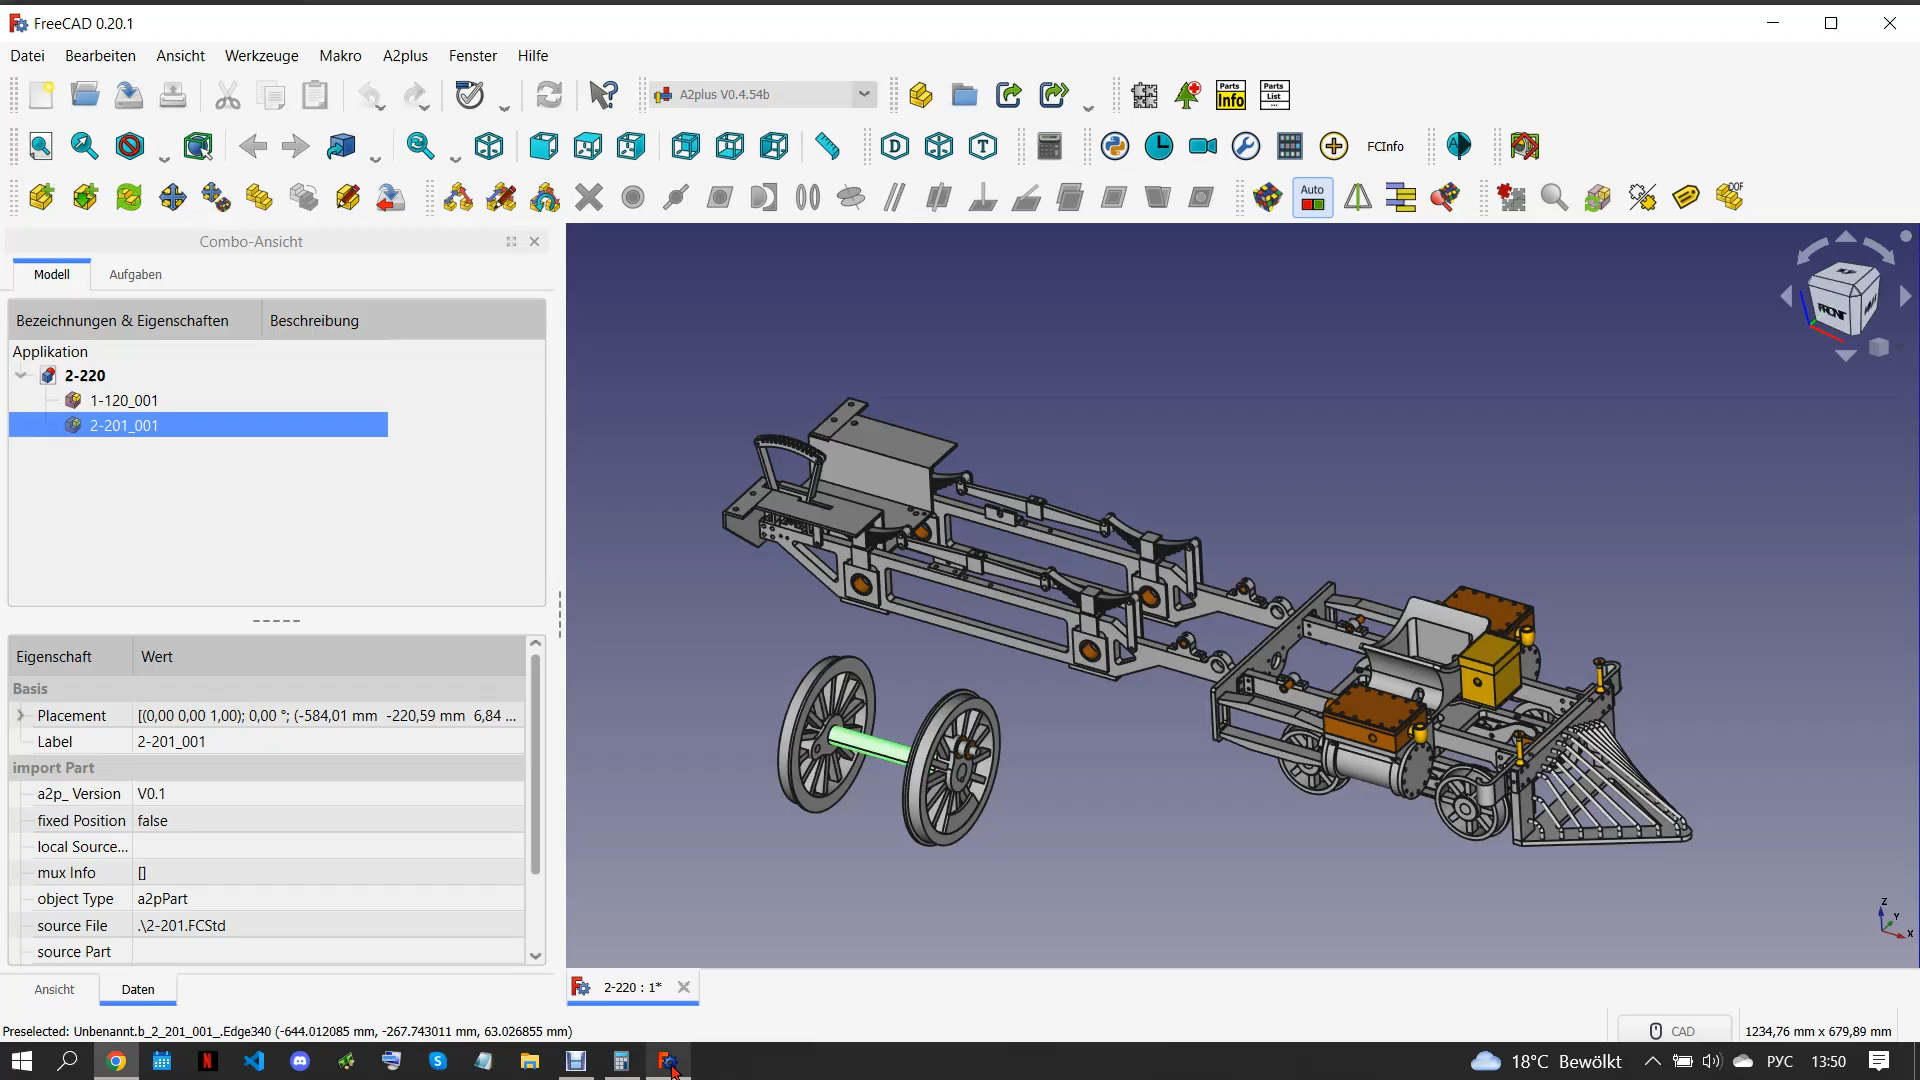 FreeCAD 0.20.1
Datei Bearbeiten Ansicht Werkzeuge Makro A2plus Fenster Hilfe
A2plus V0.4.54b
Parts Info
Parts List
D
T
FCInfo
Auto
DOF
Combo-Ansicht
Modell Aufgaben
Bezeichnungen & Eigenschaften Beschreibung
Applikation
2-220
1-120_001
2-201_001
FRONT
Eigenschaft Wert
Basis
Placement [(0,00 0,00 1,00); 0,00 °; (-584,01 mm -220,59 mm 6,84 ...
Label 2-201_001
import Part
a2p_ Version V0.1
fixed Position false
local Source...
mux Info []
object Type a2pPart
source File .\2-201.FCStd
source Part
Z
Y
X
Ansicht Daten
2-220 : 1*
Preselected: Unbenannt.b_2_201_001_.Edge340 (-644.012085 mm, -267.743011 mm, 63.026855 mm)
CAD
1234,76 mm x 679,89 mm
18°C Bewölkt
РУС
13:50